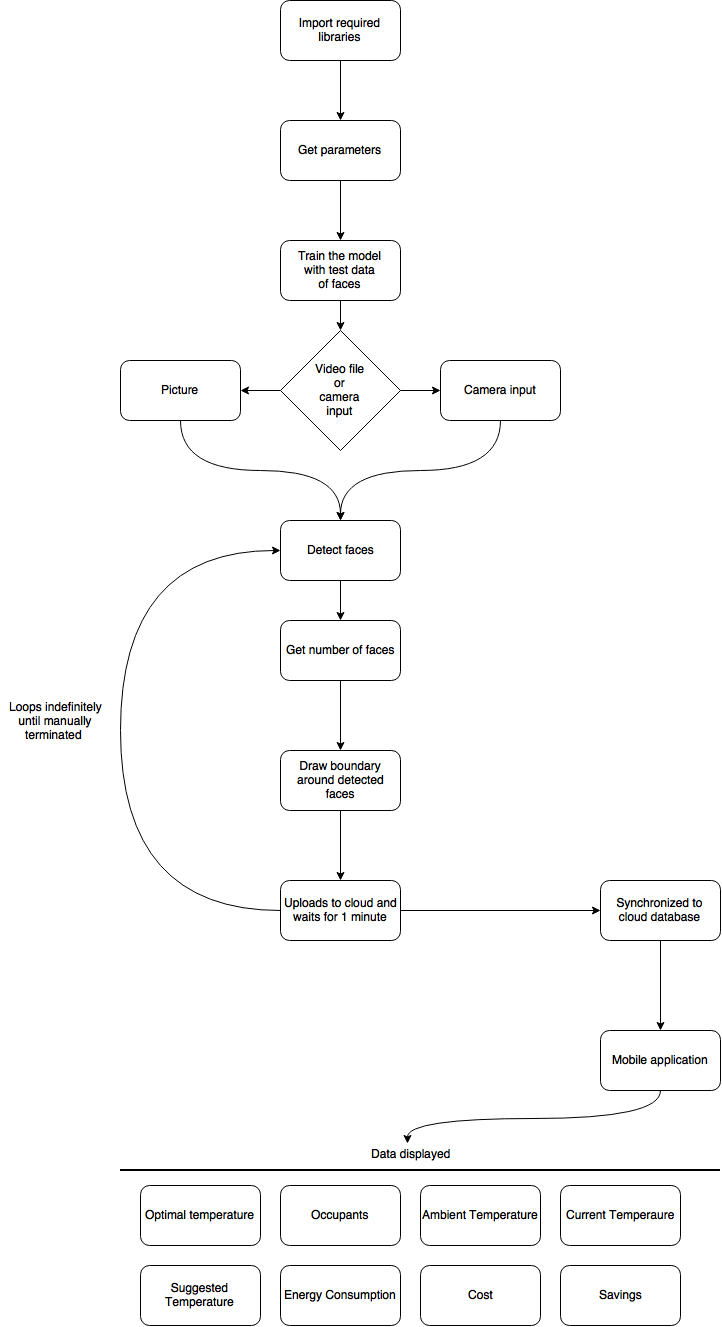 Import required
libraries
Get parameters
Train the model
with test data
of faces
Video file
or
camera
input
Picture
Camera input
Detect faces
Get number of faces
Loops indefinitely
until manually
terminated
Draw boundary
around detected
faces
Uploads to cloud and
waits for 1 minute
Synchronized to
cloud database
Mobile application
Data displayed
Optimal temperature
Occupants
Ambient Temperature
Current Temperaure
Suggested
Temperature
Energy Consumption
Cost
Savings